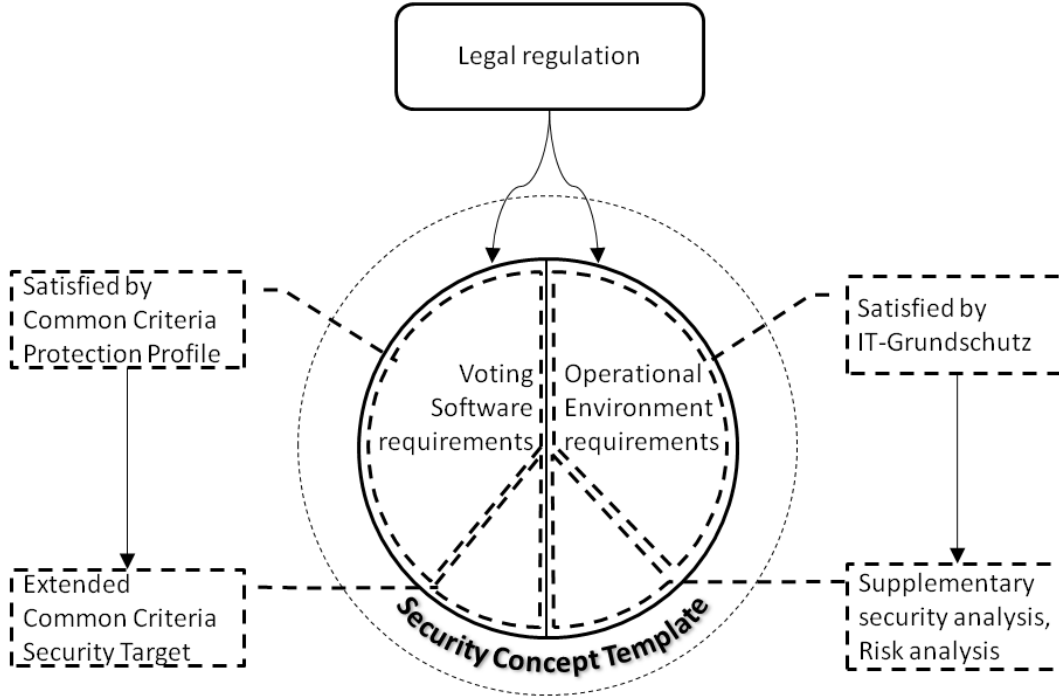 Legal regulation
Satisfied by
Common Criteria
Protection Profile
Satisfied by
IT-Grundschutz
Voting
Software
requirements
Operational
Environment
requirements
Extended
Common Criteria
Security Target
Supplementary
security analysis,
Risk analysis
Security Concept Template